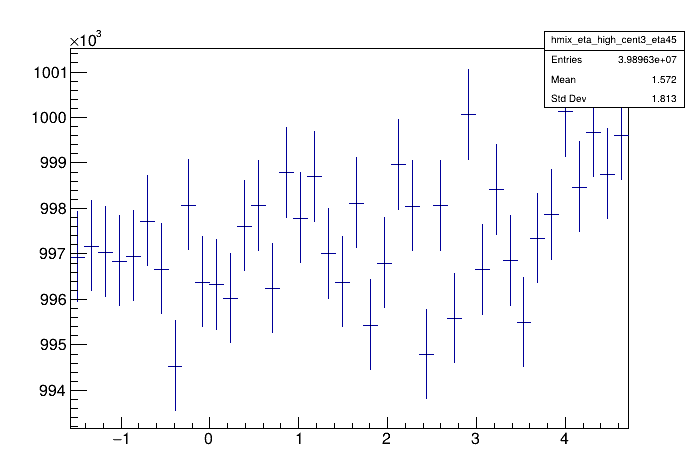 ×10³
hmix_eta_high_cent3_eta45
Entries 3.98963e+07
Mean 1.572
Std Dev 1.813
1001
1000
999
998
997
996
995
994
−1 0 1 2 3 4